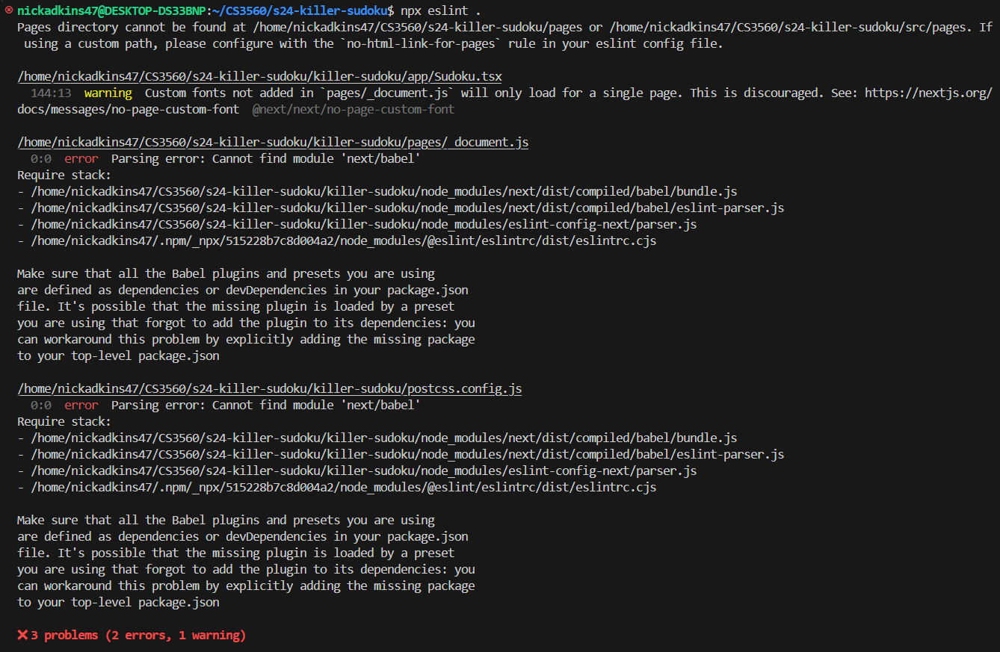 nickadkins47@DESKTOP-DS33BNP:~/CS3560/s24-killer-sudoku$ npx eslint .
Pages directory cannot be found at /home/nickadkins47/CS3560/s24-killer-sudoku/pages or /home/nickadkins47/CS3560/s24-killer-sudoku/src/pages. If
using a custom path, please configure with the `no-html-link-for-pages` rule in your eslint config file.
/home/nickadkins47/CS3560/s24-killer-sudoku/killer-sudoku/app/Sudoku.tsx
144:13  warning  Custom fonts not added in `pages/_document.js` will only load for a single page. This is discouraged. See: https://nextjs.org/
docs/messages/no-page-custom-font  @next/next/no-page-custom-font
/home/nickadkins47/CS3560/s24-killer-sudoku/killer-sudoku/pages/_document.js
0:0  error  Parsing error: Cannot find module 'next/babel'
Require stack:
- /home/nickadkins47/CS3560/s24-killer-sudoku/killer-sudoku/node_modules/next/dist/compiled/babel/bundle.js
- /home/nickadkins47/CS3560/s24-killer-sudoku/killer-sudoku/node_modules/next/dist/compiled/babel/eslint-parser.js
- /home/nickadkins47/CS3560/s24-killer-sudoku/killer-sudoku/node_modules/eslint-config-next/parser.js
- /home/nickadkins47/.npm/_npx/515228b7c8d004a2/node_modules/@eslint/eslintrc/dist/eslintrc.cjs
Make sure that all the Babel plugins and presets you are using
are defined as dependencies or devDependencies in your package.json
file. It's possible that the missing plugin is loaded by a preset
you are using that forgot to add the plugin to its dependencies: you
can workaround this problem by explicitly adding the missing package
to your top-level package.json
/home/nickadkins47/CS3560/s24-killer-sudoku/killer-sudoku/postcss.config.js
0:0  error  Parsing error: Cannot find module 'next/babel'
Require stack:
- /home/nickadkins47/CS3560/s24-killer-sudoku/killer-sudoku/node_modules/next/dist/compiled/babel/bundle.js
- /home/nickadkins47/CS3560/s24-killer-sudoku/killer-sudoku/node_modules/next/dist/compiled/babel/eslint-parser.js
- /home/nickadkins47/CS3560/s24-killer-sudoku/killer-sudoku/node_modules/eslint-config-next/parser.js
- /home/nickadkins47/.npm/_npx/515228b7c8d004a2/node_modules/@eslint/eslintrc/dist/eslintrc.cjs
Make sure that all the Babel plugins and presets you are using
are defined as dependencies or devDependencies in your package.json
file. It's possible that the missing plugin is loaded by a preset
you are using that forgot to add the plugin to its dependencies: you
can workaround this problem by explicitly adding the missing package
to your top-level package.json
❌ 3 problems (2 errors, 1 warning)